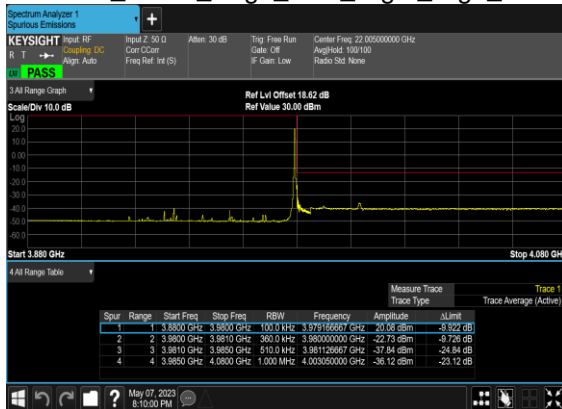 Spectrum Analyzer 1
Spurious Emissions
KEYSIGHT Input: RF Input Z: 50 Ω Atten: 30 dB Trig: Free Run Center Freq: 22.005000000 GHz
R T Coupling: DC Corr CCorr Gate: Off Avg|Hold: 100/100
Align: Auto Freq Ref: Int (S) IF Gain: Low Radio Std: None
PASS
3 All Range Graph
Ref Lvl Offset 18.62 dB
Scale/Div 10.0 dB Ref Value 30.00 dBm
Log
20.0
10.0
0.00
-10.0
-20.0
-30.0
-40.0
-50.0
-60.0
Start 3.880 GHz Stop 4.080 GH
4 All Range Table
Measure Trace Trace 1
Trace Type Trace Average (Active)
Spur Range Start Freq Stop Freq RBW Frequency Amplitude ΔLimit
1 1 3.8800 GHz 3.9800 GHz 100.0 kHz 3.979166667 GHz 20.08 dBm -9.922 dB
2 2 3.9800 GHz 3.9810 GHz 360.0 kHz 3.980000000 GHz -22.73 dBm -9.726 dB
3 3 3.9810 GHz 3.9850 GHz 510.0 kHz 3.981126667 GHz -37.84 dBm -24.84 dB
4 4 3.9850 GHz 4.0800 GHz 1.000 MHz 4.003050000 GHz -36.12 dBm -23.12 dB
? May 07, 2023
8:10:00 PM